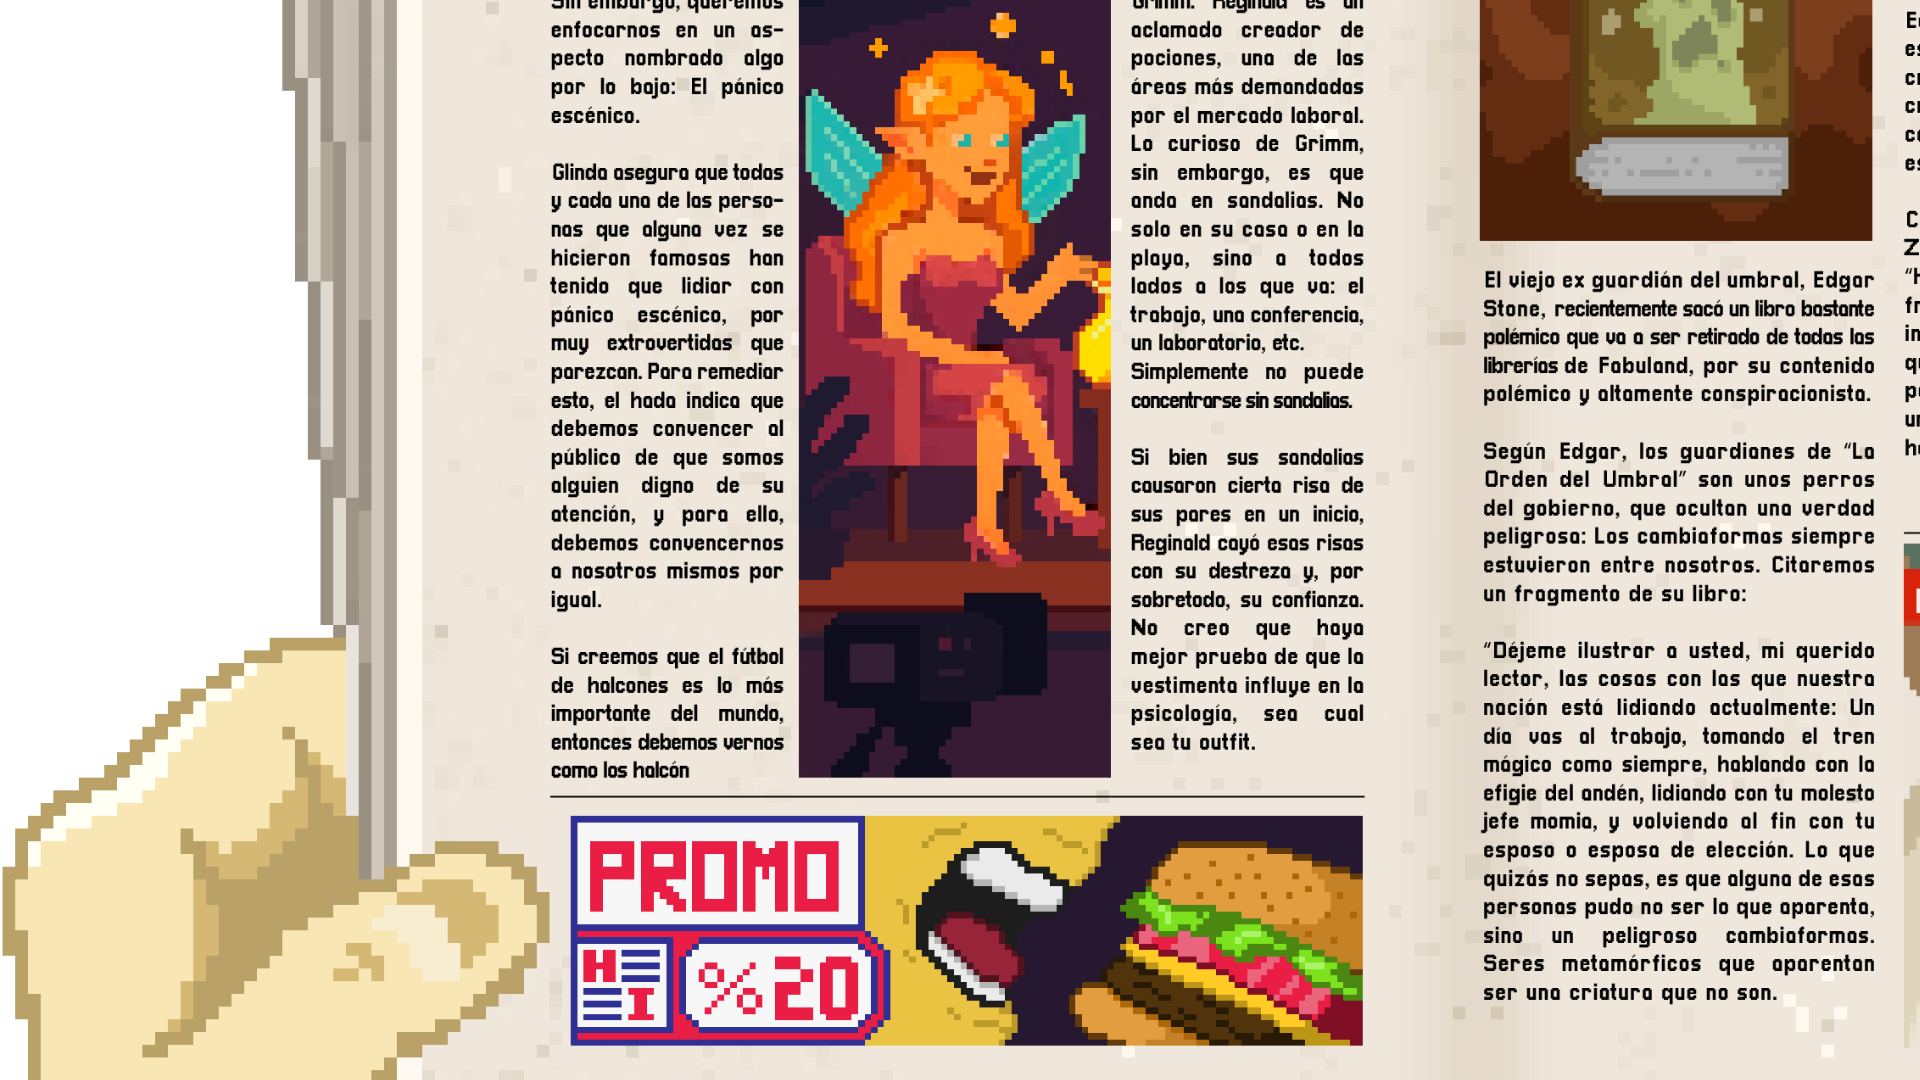 Sin embargo, queremos
enfocarnos en un as-
pecto nombrado algo
por lo bajo: El pánico
escénico.
Glinda asegura que todas
y cada una de las perso-
nas que alguna vez se
hicieron famosas han
tenido que lidiar con
pánico escénico, por
muy extrovertidas que
parezcan. Para remediar
esto, el hada indica que
debemos convencer al
público de que somos
alguien digno de su
atención, y para ello,
debemos convencernos
a nosotros mismos por
igual.
Si creemos que el fútbol
de halcones es lo más
importante del mundo,
entonces debemos vernos
como los halcón
Grimm. Reginald es un
aclamado creador de
pociones, una de las
áreas más demandadas
por el mercado laboral.
Lo curioso de Grimm,
sin embargo, es que
anda en sandalias. No
solo en su casa o en la
playa, sino a todos
lados a los que va: el
trabajo, una conferencia,
un laboratorio, etc.
Simplemente no puede
concentrarse sin sandalias.
Si bien sus sandalias
causaron cierta risa de
sus pares en un inicio,
Reginald cayó esas risas
con su destreza y, por
sobretodo, su confianza.
No creo que haya
mejor prueba de que la
vestimenta influye en la
psicología, sea cual
sea tu outfit.
PROMO
H
I
%20
El viejo ex guardián del umbral, Edgar
Stone, recientemente sacó un libro bastante
polémico que va a ser retirado de todas las
librerías de Fabuland, por su contenido
polémico y altamente conspiracionista.
Según Edgar, los guardianes de “La
Orden del Umbral” son unos perros
del gobierno, que ocultan una verdad
peligrosa: Los cambiaformas siempre
estuvieron entre nosotros. Citaremos
un fragmento de su libro:
“Déjeme ilustrar a usted, mi querido
lector, las cosas con las que nuestra
nación está lidiando actualmente: Un
día vas al trabajo, tomando el tren
mágico como siempre, hablando con la
efigie del andén, lidiando con tu molesto
jefe momia, y volviendo al fin con tu
esposo o esposa de elección. Lo que
quizás no sepas, es que alguna de esas
personas pudo no ser lo que aparenta,
sino un peligroso cambiaformas.
Seres metamórficos que aparentan
ser una criatura que no son.